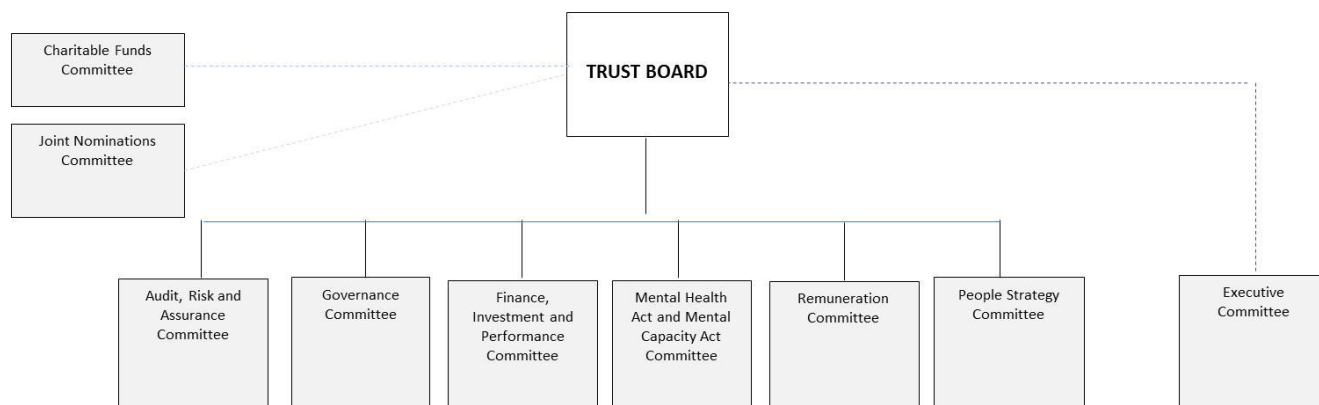 Charitable Funds
Committee
TRUST BOARD
Joint Nominations
Committee
Audit, Risk and
Assurance
Committee
Governance
Committee
Finance,
Investment and
Performance
Committee
Mental Health
Act and Mental
Capacity Act
Committee
Remuneration
Committee
People Strategy
Committee
Executive
Committee